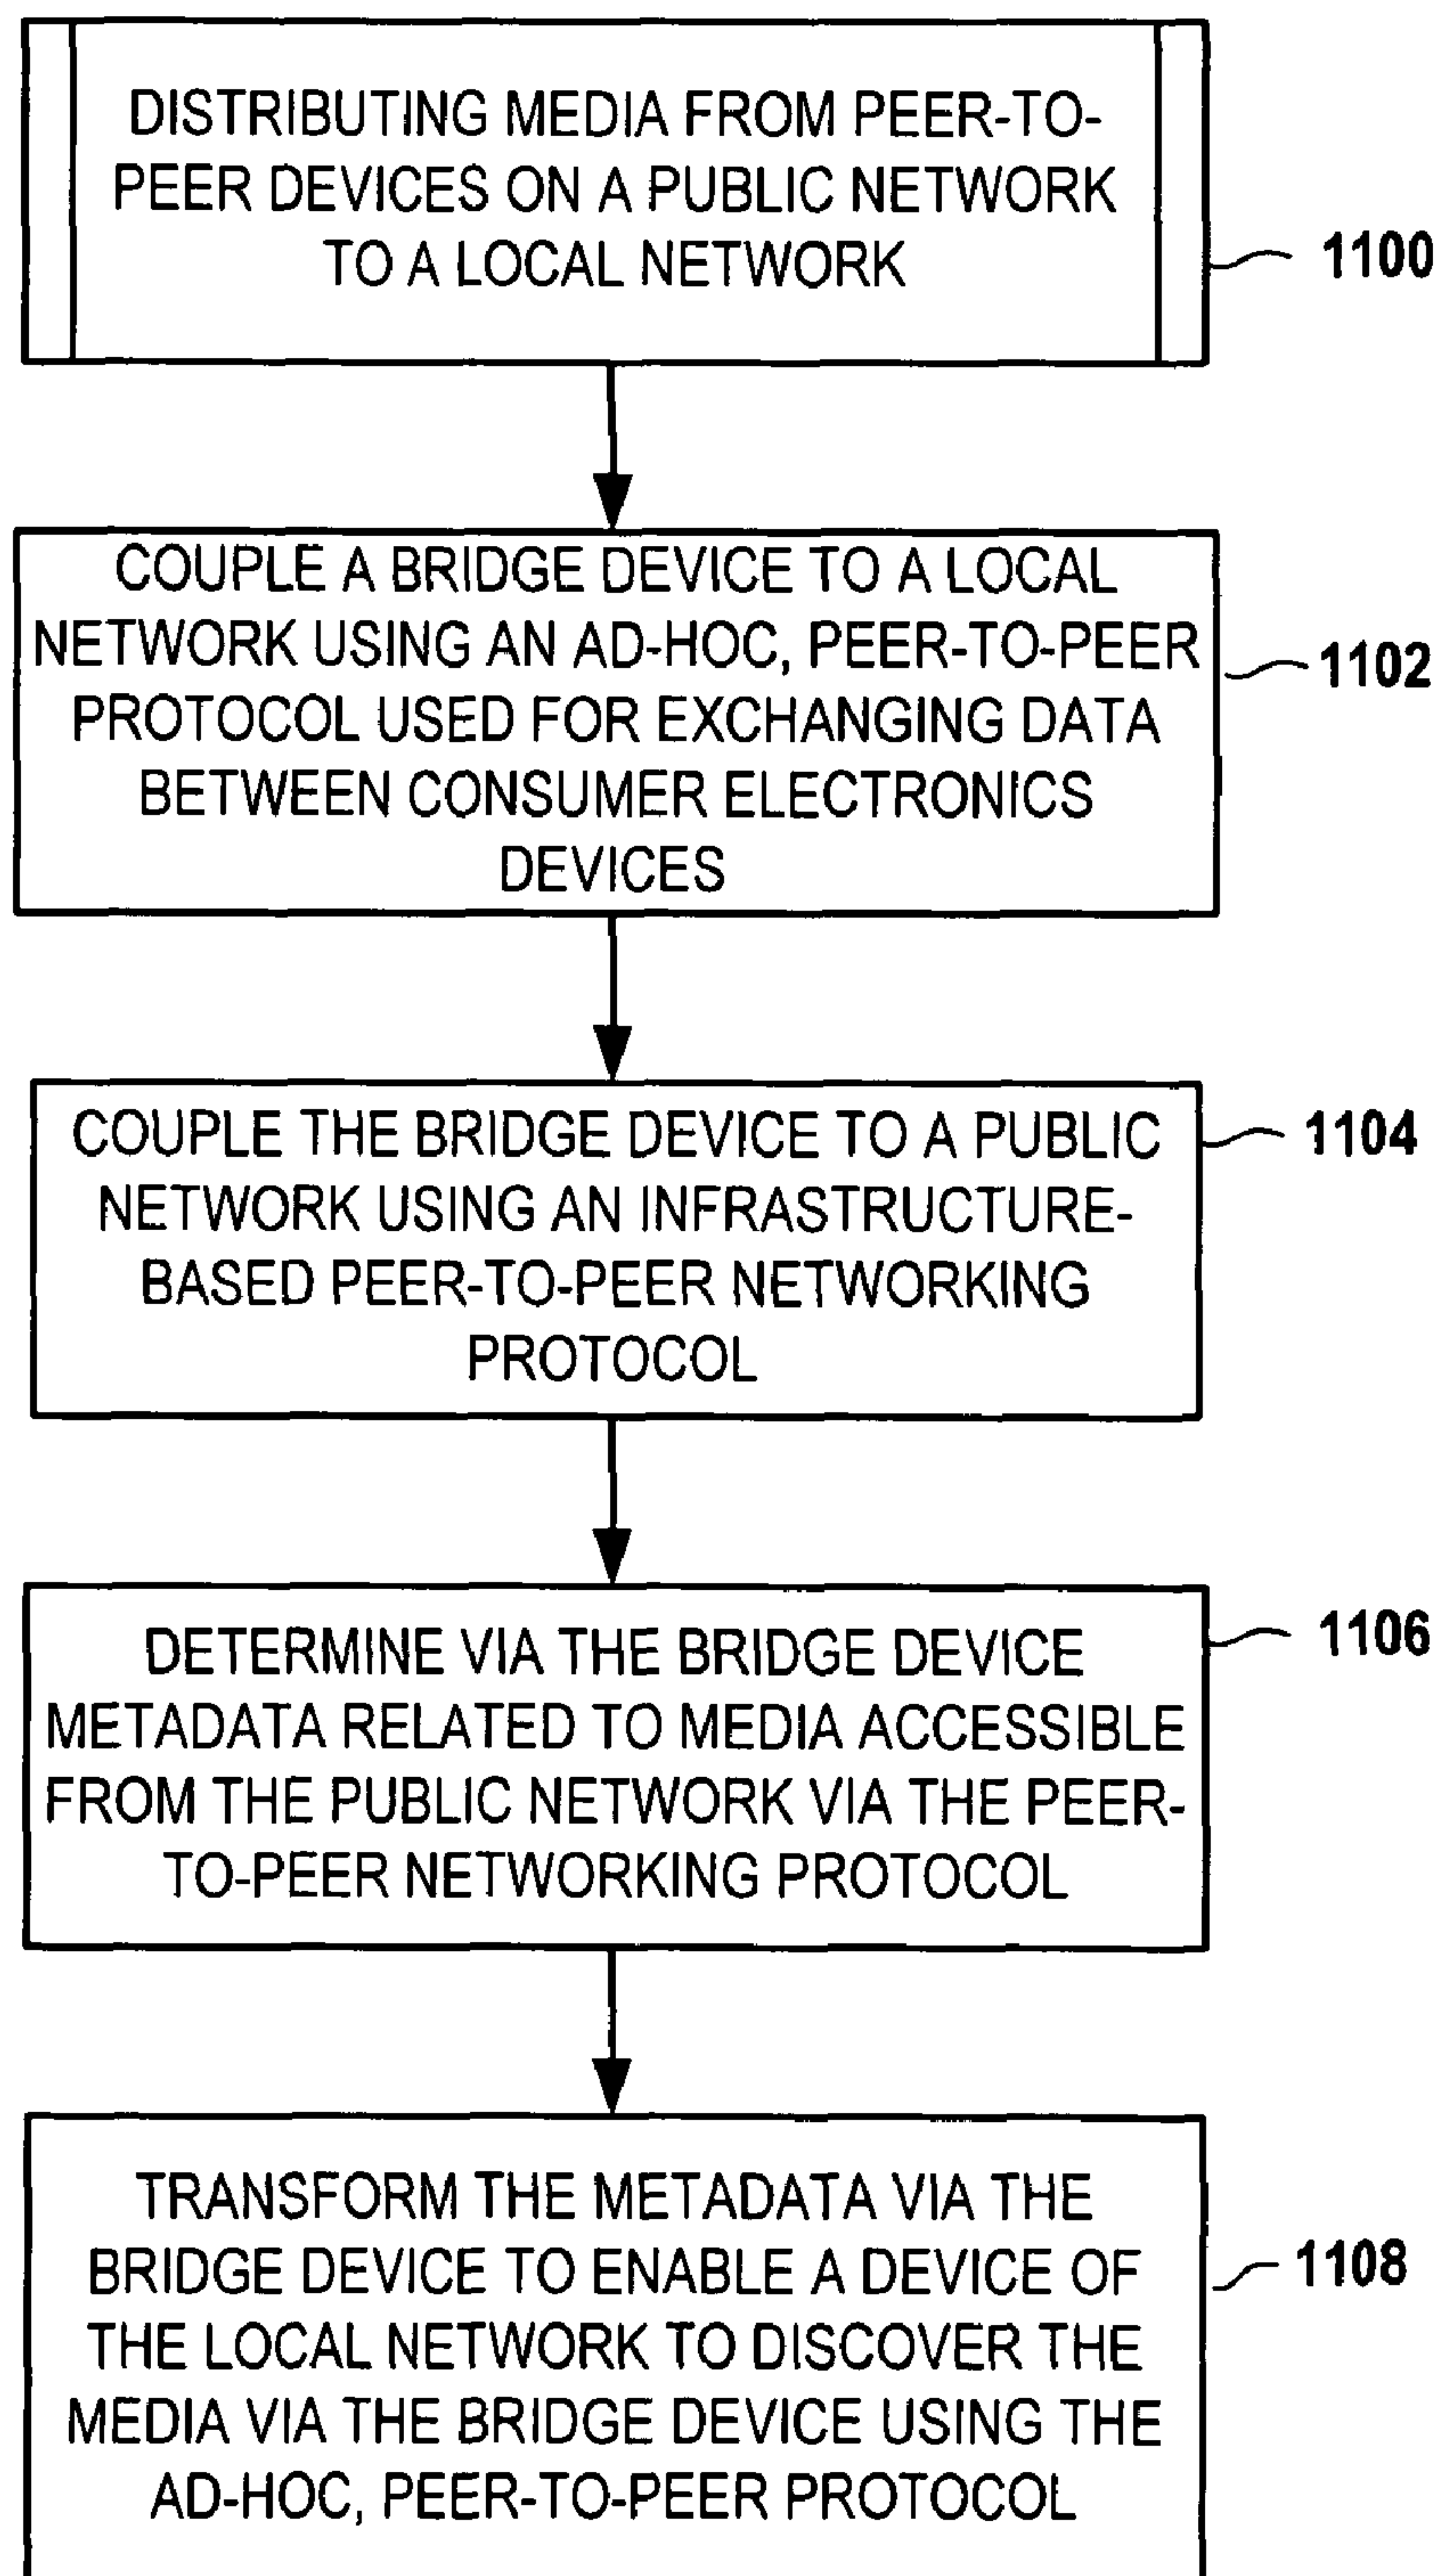 DISTRIBUTING MEDIA FROM PEER-TO-
PEER DEVICES ON A PUBLIC NETWORK
TO A LOCAL NETWORK
1100
COUPLE A BRIDGE DEVICE TO A LOCAL
NETWORK USING AN AD-HOC, PEER-TO-PEER
PROTOCOL USED FOR EXCHANGING DATA
BETWEEN CONSUMER ELECTRONICS
DEVICES
1102
COUPLE THE BRIDGE DEVICE TO A PUBLIC
NETWORK USING AN INFRASTRUCTURE-
BASED PEER-TO-PEER NETWORKING
PROTOCOL
1104
DETERMINE VIA THE BRIDGE DEVICE
METADATA RELATED TO MEDIA ACCESSIBLE
FROM THE PUBLIC NETWORK VIA THE PEER-
TO-PEER NETWORKING PROTOCOL
1106
TRANSFORM THE METADATA VIA THE
BRIDGE DEVICE TO ENABLE A DEVICE OF
THE LOCAL NETWORK TO DISCOVER THE
MEDIA VIA THE BRIDGE DEVICE USING THE
AD-HOC, PEER-TO-PEER PROTOCOL
1108